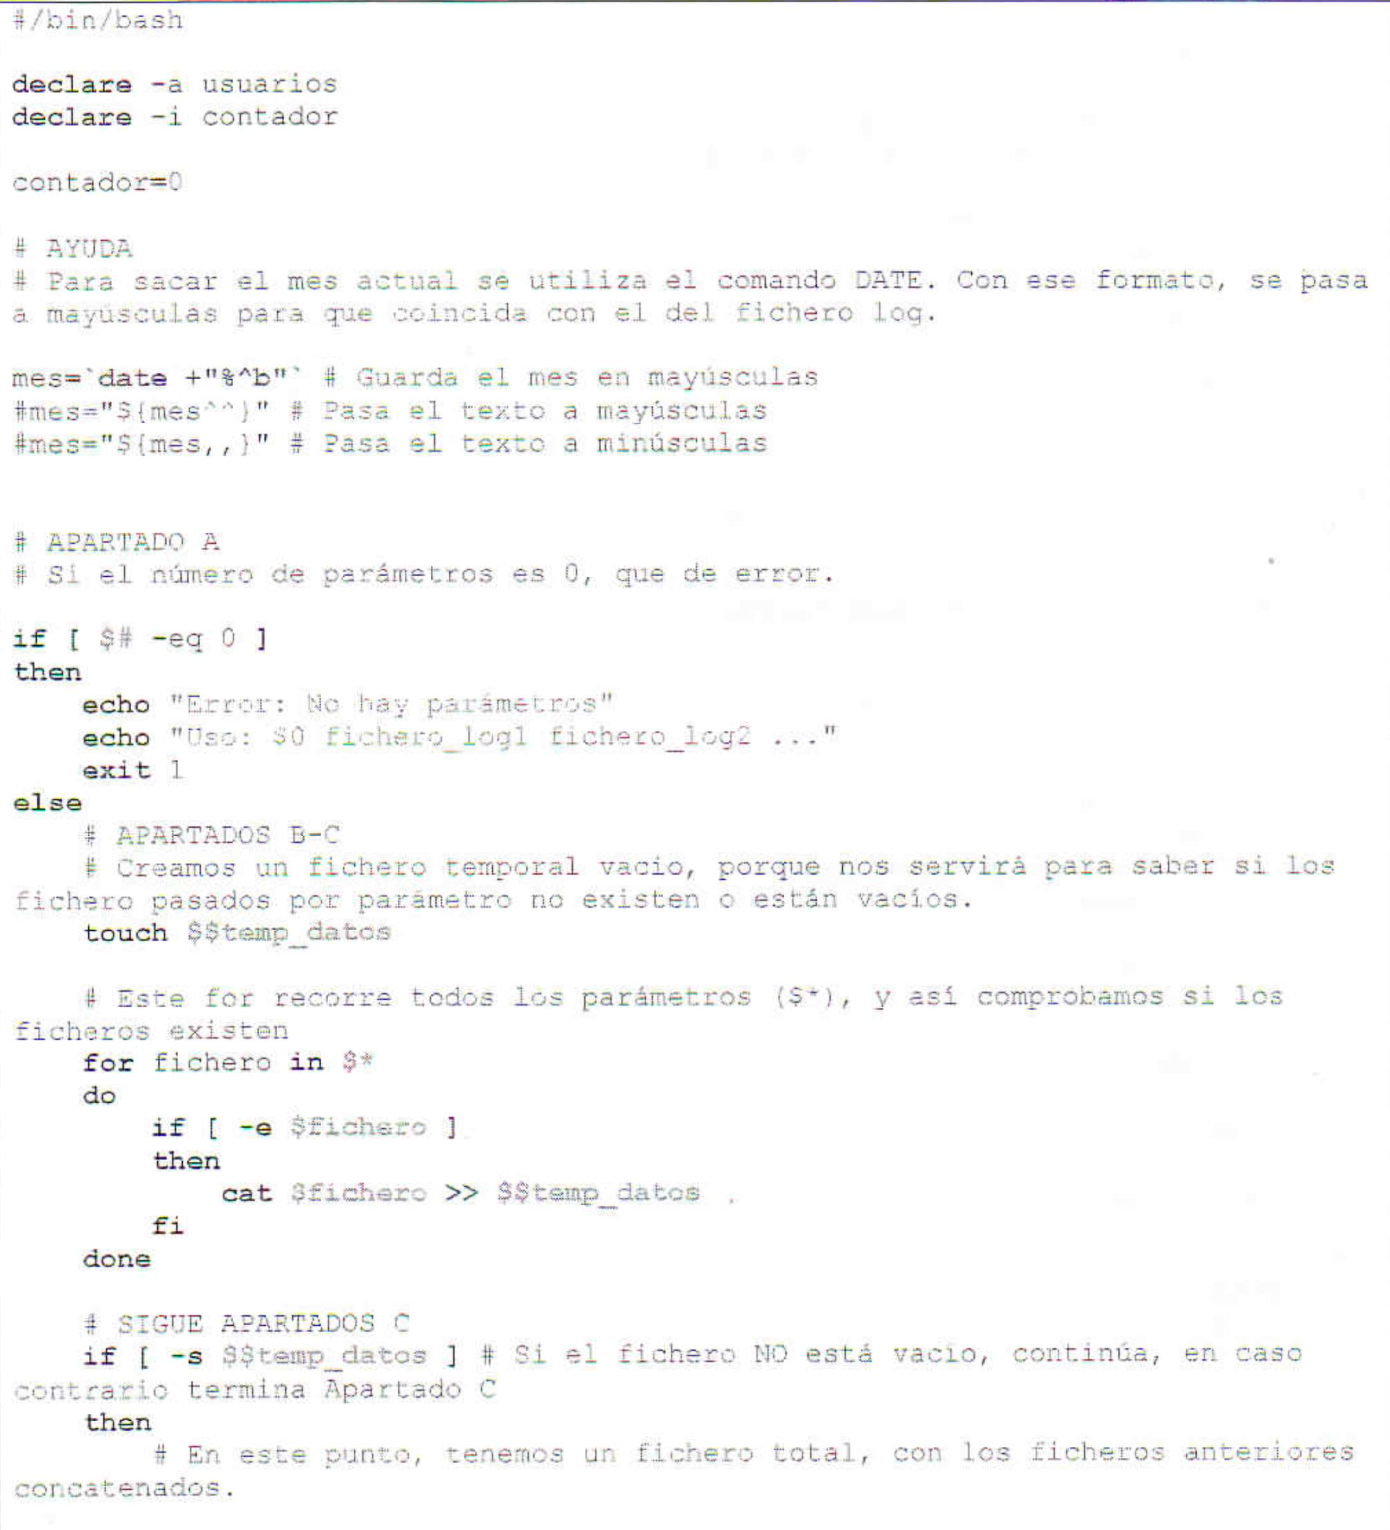 #/bin/bash
declare -a usuarios
declare -i contador
contador=0
# AYUDA
# Para sacar el mes actual se utiliza el comando DATE. Con ese formato, se pasa
a mayúsculas para que coincida con el del fichero log.
mes=`date +"%^b"` # Guarda el mes en mayúsculas
#mes="${mes^^}" # Pasa el texto a mayúsculas
#mes="${mes,,}" # Pasa el texto a minúsculas
# APARTADO A
# Si el número de parámetros es 0, que de error.
if [ $# -eq 0 ]
then
echo "Error: No hay parámetros"
echo "Uso: $0 fichero_log1 fichero_log2 ..."
exit 1
else
# APARTADOS B-C
# Creamos un fichero temporal vacio, porque nos servirá para saber si los
fichero pasados por parámetro no existen o están vacíos.
touch $$temp_datos
# Este for recorre todos los parámetros ($*), y así comprobamos si los
ficheros existen
for fichero in $*
do
if [ -e $fichero ]
then
cat $fichero >> $$temp_datos
fi
done
# SIGUE APARTADOS C
if [ -s $$temp_datos ] # Si el fichero NO está vacio, continúa, en caso
contrario termina Apartado C
then
# En este punto, tenemos un fichero total, con los ficheros anteriores
concatenados.